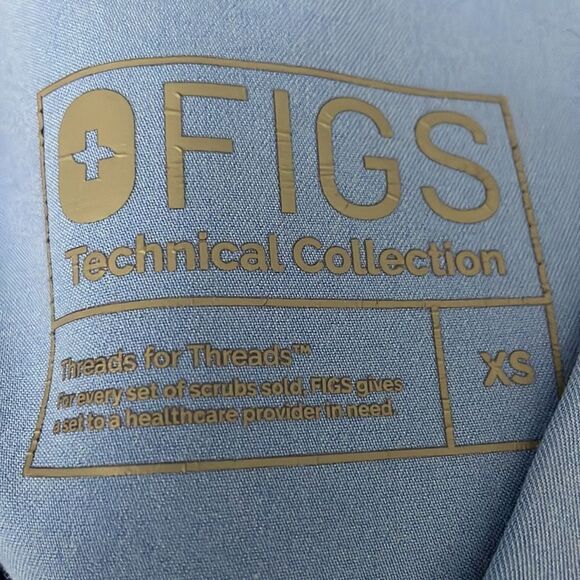 FIGS
Technical Collection
Threads for Threads™
For every set of scrubs sold, FIGS gives
a set to a healthcare provider in need.
XS